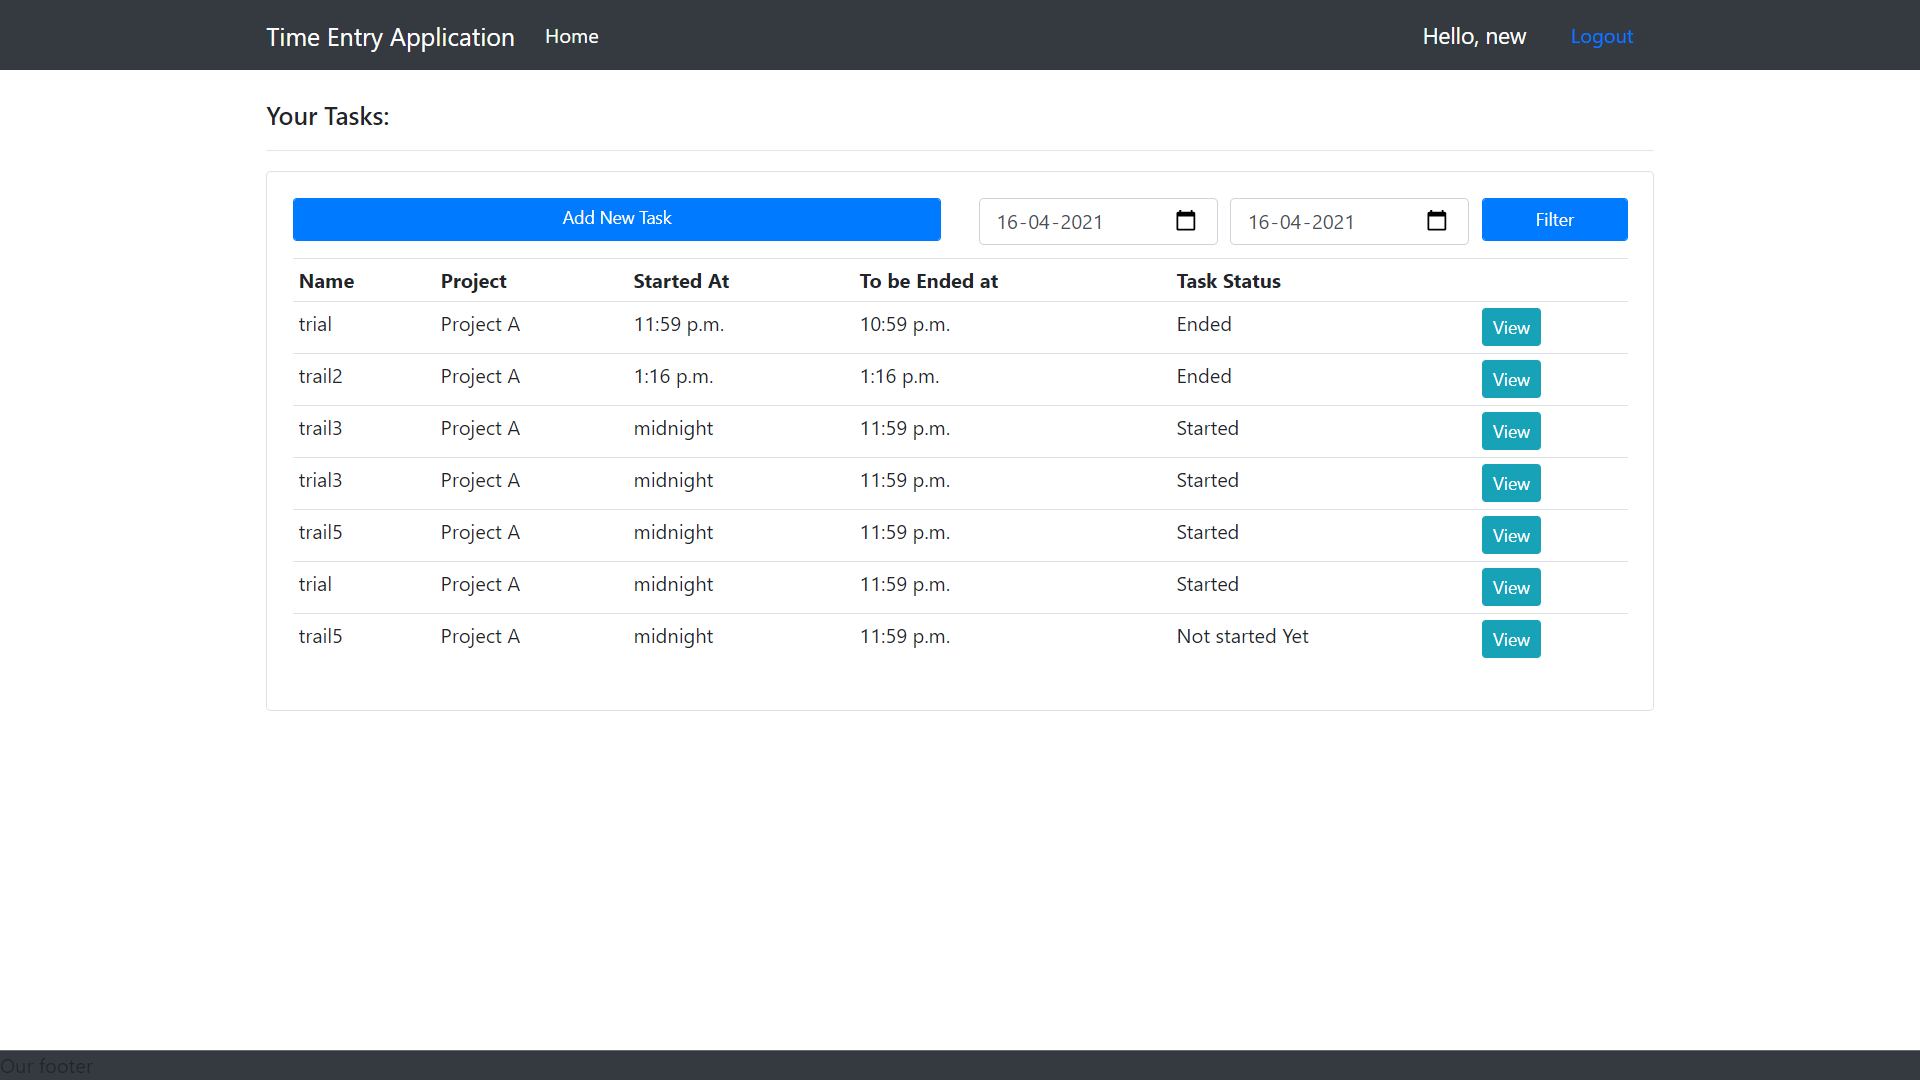 Time Entry Application Home Hello, new Logout
Your Tasks:
Add New Task 16-04-2021 16-04-2021 Filter
Name Project Started At To be Ended at Task Status
trial Project A 11:59 p.m. 10:59 p.m. Ended View
trail2 Project A 1:16 p.m. 1:16 p.m. Ended View
trail3 Project A midnight 11:59 p.m. Started View
trial3 Project A midnight 11:59 p.m. Started View
trail5 Project A midnight 11:59 p.m. Started View
trial Project A midnight 11:59 p.m. Started View
trail5 Project A midnight 11:59 p.m. Not started Yet View
Our footer